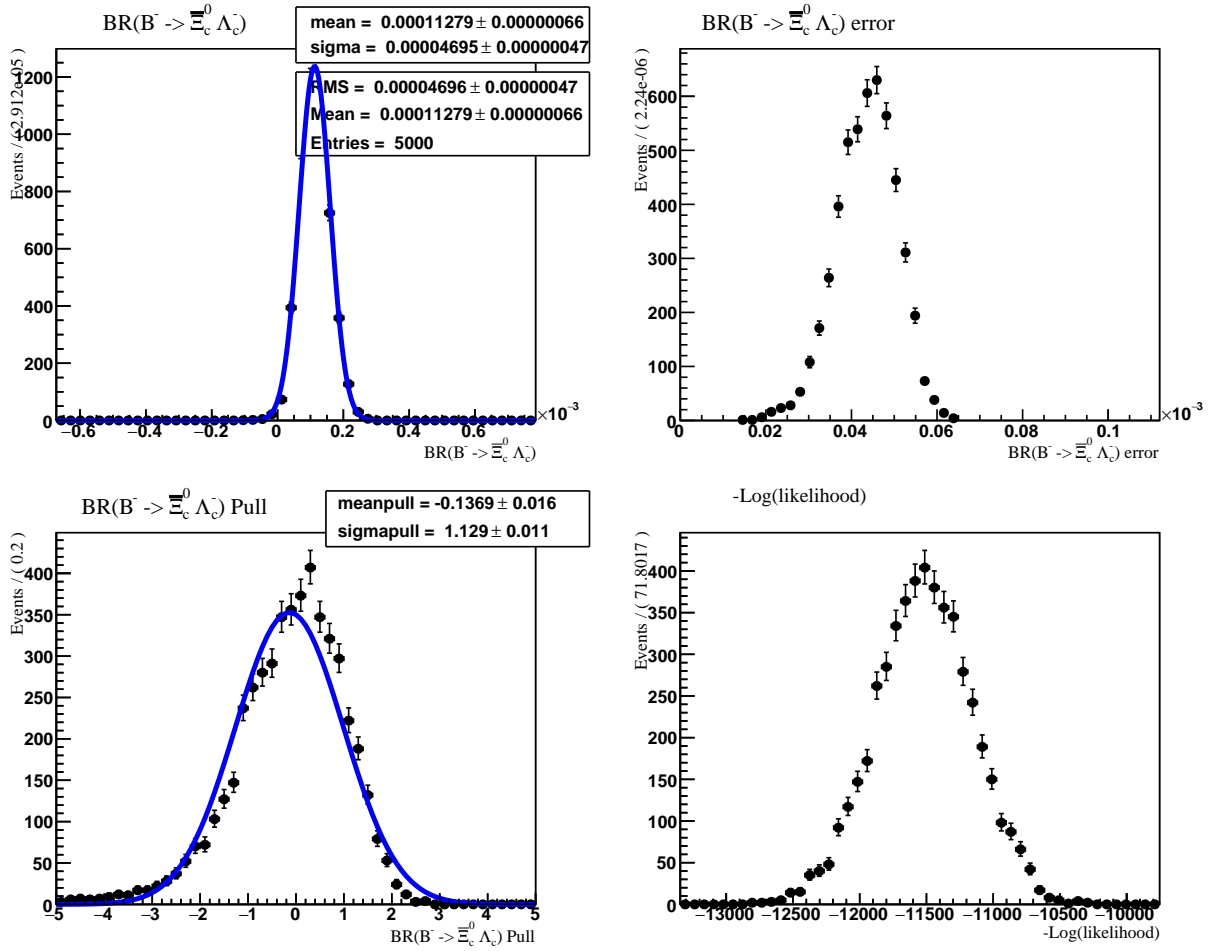 BR(B⁻ -> Ξ̅c⁰ Λc⁻)
mean = 0.00011279 ± 0.00000066
sigma = 0.00004695 ± 0.00000047
RMS = 0.00004696 ± 0.00000047
Mean = 0.00011279 ± 0.00000066
Entries = 5000
Events / ( 2.912e-05 )
1200
1000
800
600
400
200
0
−0.6 −0.4 −0.2 0 0.2 0.4 0.6
×10⁻³
BR(B⁻ -> Ξ̅c⁰ Λc⁻)
BR(B⁻ -> Ξ̅c⁰ Λc⁻) error
Events / ( 2.24e-06 )
600
500
400
300
200
100
0
0 0.02 0.04 0.06 0.08 0.1
×10⁻³
BR(B⁻ -> Ξ̅c⁰ Λc⁻) error
BR(B⁻ -> Ξ̅c⁰ Λc⁻) Pull
meanpull = -0.1369 ± 0.016
sigmapull = 1.129 ± 0.011
Events / ( 0.2 )
400
350
300
250
200
150
100
50
0
−5 −4 −3 −2 −1 0 1 2 3 4 5
BR(B⁻ -> Ξ̅c⁰ Λc⁻) Pull
-Log(likelihood)
Events / ( 71.8017 )
400
350
300
250
200
150
100
50
0
−13000 −12500 −12000 −11500 −11000 −10500 −10000
-Log(likelihood)